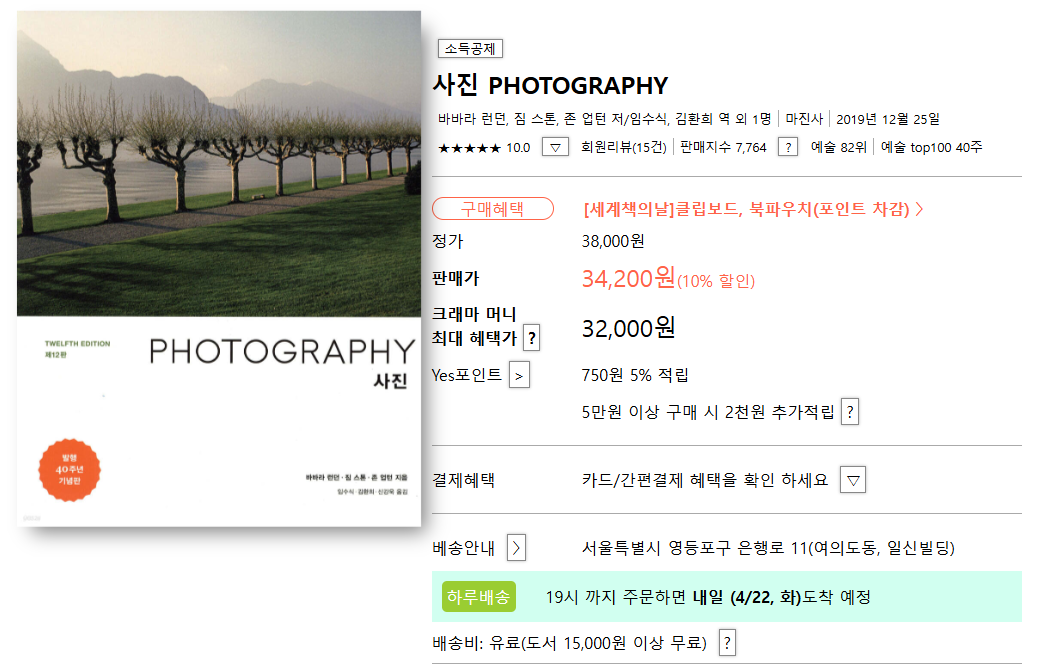 소득공제
사진 PHOTOGRAPHY
바바라 런던, 짐 스톤, 존 업턴 저/임수식, 김환희 역 외 1명 | 마진사 | 2019년 12월 25일
★★★★★ 10.0 ▽ 회원리뷰(15건) | 판매지수 7,764 ? 예술 82위 | 예술 top100 40주
구매혜택 [세계책의날]클립보드, 북파우치(포인트 차감) 〉
정가 38,000원
판매가 34,200원(10% 할인)
크래마 머니
최대 혜택가 ? 32,000원
Yes포인트 > 750원 5% 적립
5만원 이상 구매 시 2천원 추가적립 ?
결제혜택 카드/간편결제 혜택을 확인 하세요 ▽
베송안내 〉 서울특별시 영등포구 은행로 11(여의도동, 일신빌딩)
하루배송 19시 까지 주문하면 내일 (4/22, 화)도착 예정
배송비: 유료(도서 15,000원 이상 무료) ?
TWELFTH EDITION
제12판
PHOTOGRAPHY
사진
발행
40주년
기념판
바바라 런던·짐 스톤·존 업턴 지음
임수식·김환희·신강욱 옮김